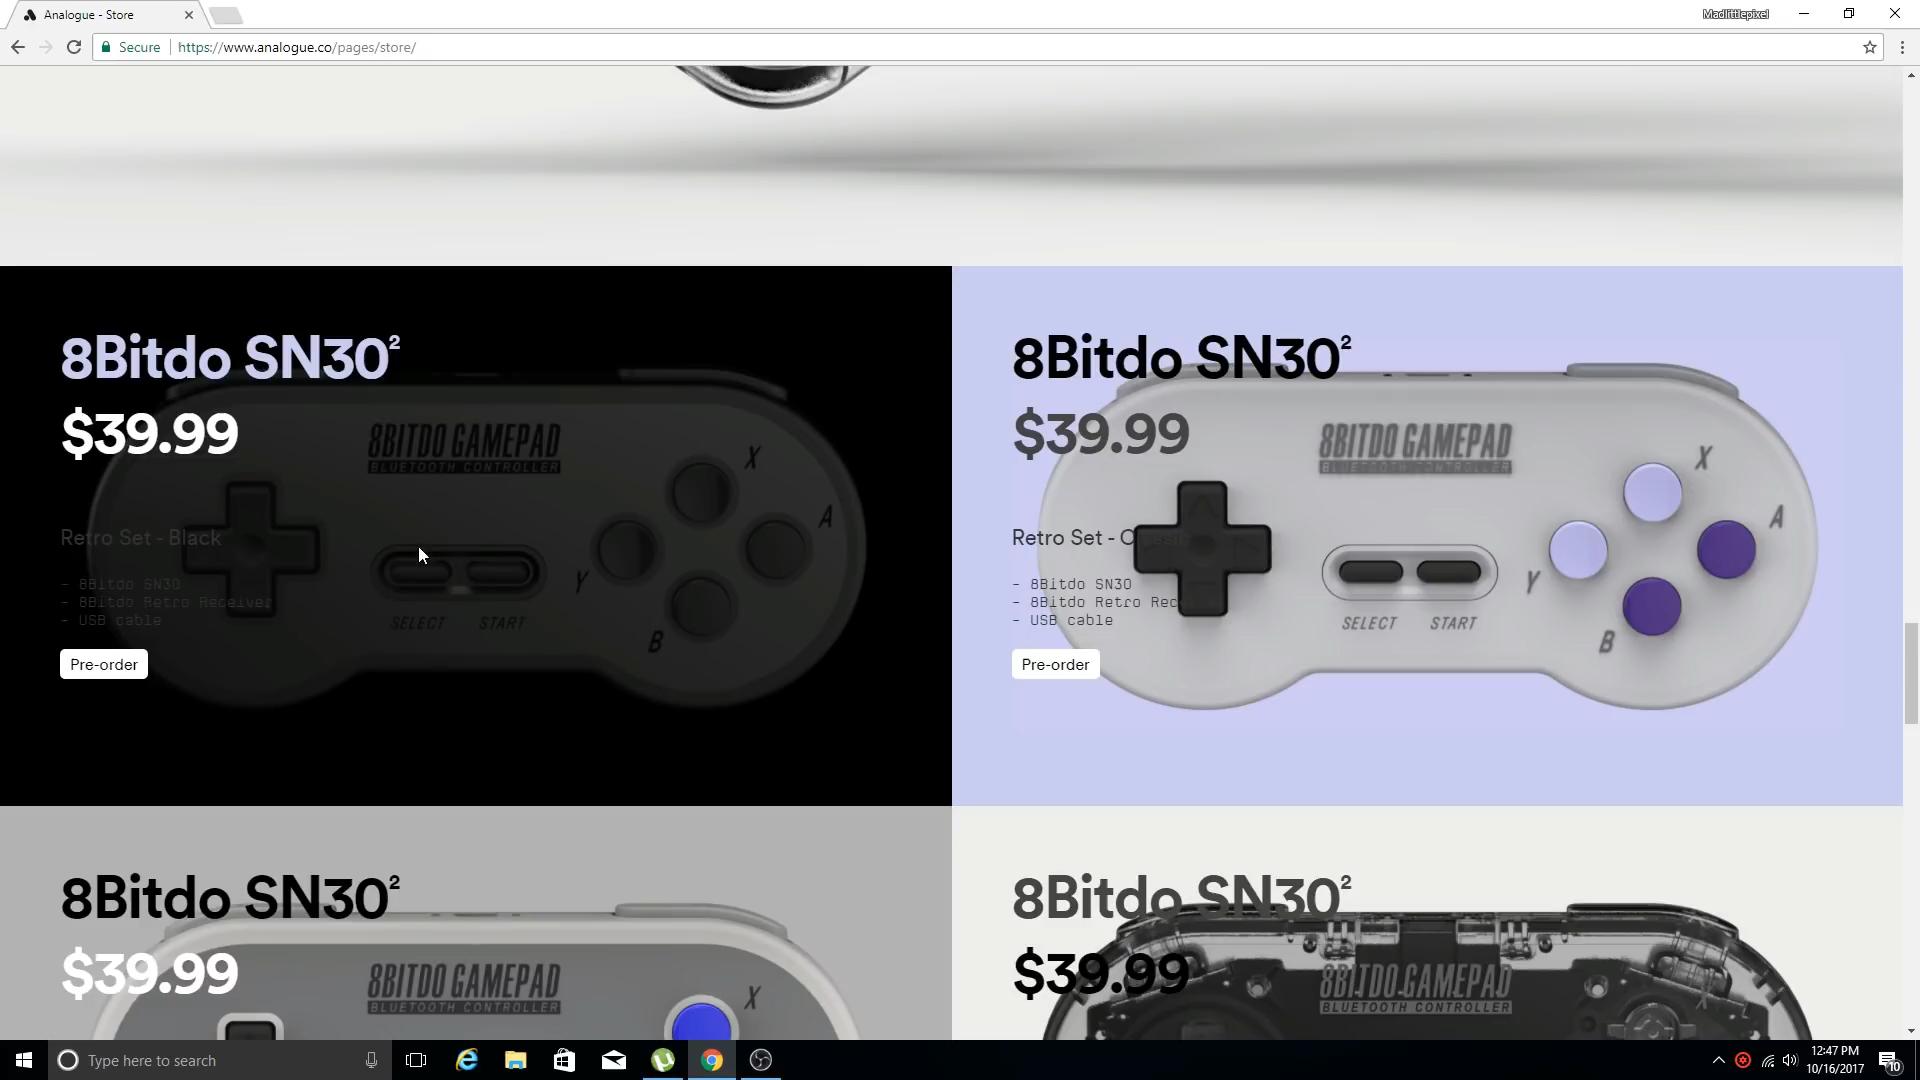 Analogue - Store
Madlittlepixel
Secure
https://www.analogue.co/pages/store/
8Bitdo SN30²
$39.99
8BITDO GAMEPAD
BLUETOOTH CONTROLLER
X
A
Y
B
SELECT START
Retro Set - Black
- 8Bitdo SN30
- 8Bitdo Retro Receiver
- USB cable
Pre-order
8Bitdo SN30²
$39.99
8BITDO GAMEPAD
BLUETOOTH CONTROLLER
X
A
Y
B
SELECT START
Retro Set -
- 8Bitdo SN30
- 8Bitdo Retro
- USB cable
Pre-order
8Bitdo SN30²
$39.99
8BITDO GAMEPAD
BLUETOOTH CONTROLLER
X
8Bitdo SN30²
$39.99
8BITDO GAMEPAD
BLUETOOTH CONTROLLER
X
Type here to search
12:47 PM
10/16/2017
10